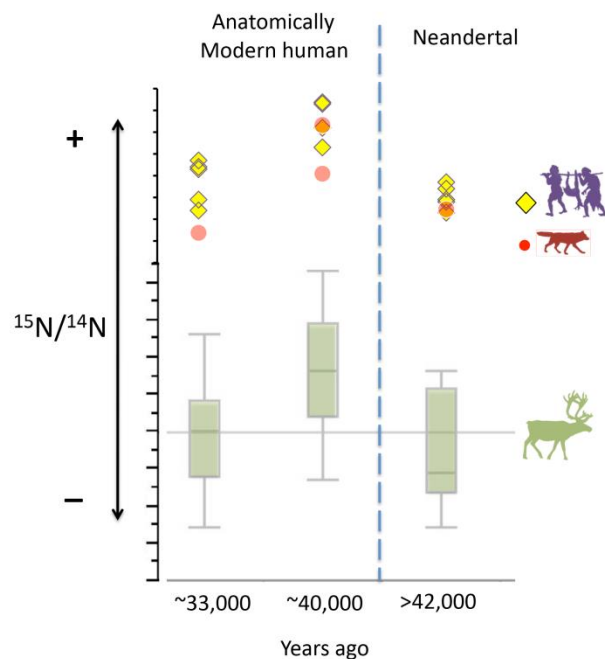 Anatomically
Modern human
Neandertal
+
¹⁵N/¹⁴N
–
~33,000
~40,000
>42,000
Years ago